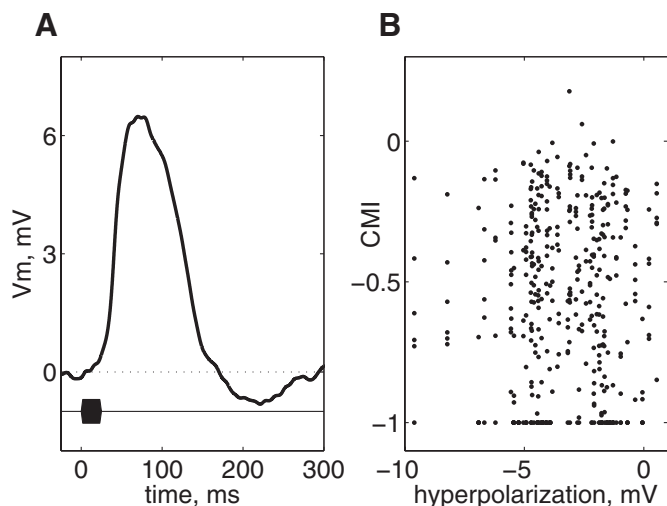 A
Vm, mV
6
3
0
0
100
200
300
time, ms
B
CMI
0
−0.5
−1
−10
−5
0
hyperpolarization, mV